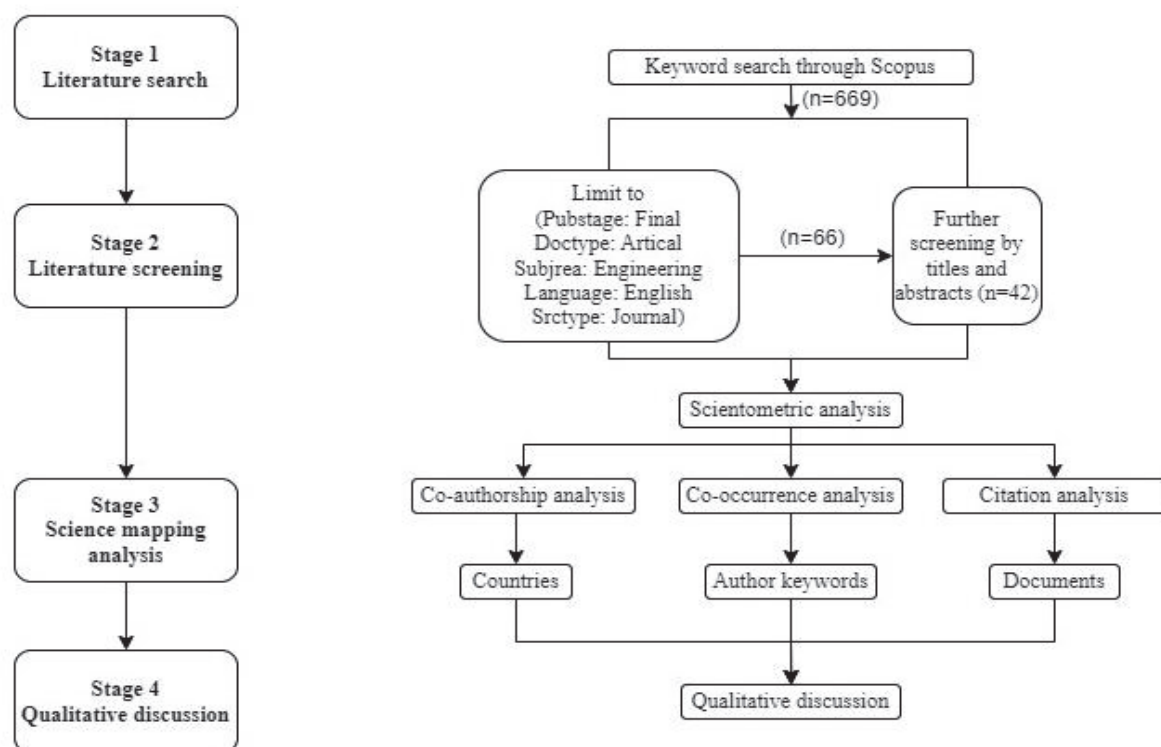 Stage 1
Literature search
Stage 2
Literature screening
Stage 3
Science mapping
analysis
Stage 4
Qualitative discussion
Keyword search through Scopus
(n=669)
Limit to
(Pubstage: Final
Doctype: Artical
Subjrea: Engineering
Language: English
Srctype: Journal)
(n=66)
Further
screening by
titles and
abstracts (n=42)
Scientometric analysis
Co-authorship analysis
Co-occurrence analysis
Citation analysis
Countries
Author keywords
Documents
Qualitative discussion